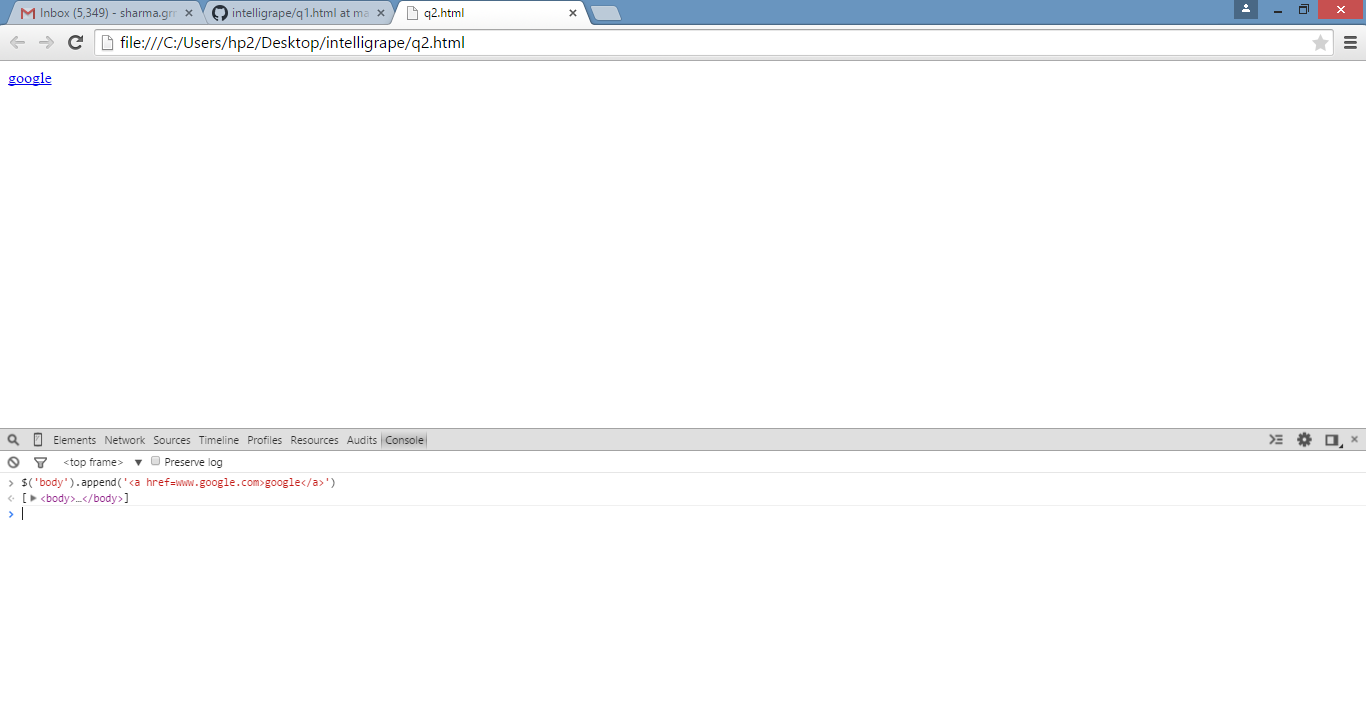 Inbox (5,349) - sharma.grr
intelligrape/q1.html at ma
q2.html
file:///C:/Users/hp2/Desktop/intelligrape/q2.html
google
Elements Network Sources Timeline Profiles Resources Audits Console
<top frame> ▼ Preserve log
$('body').append('<a href=www.google.com>google</a>')
[▶<body>…</body>]